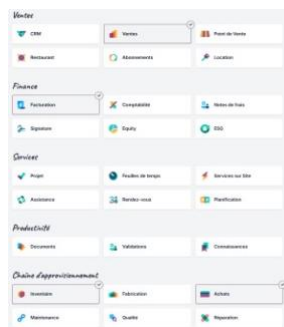 Ventes
CRM Ventes Point de Vente
Restaurant Abonnements Location
Finance
Facturation Comptabilité Notes de frais
Signature Equity ESG
Services
Projet Feuilles de temps Services sur Site
Assistance Rendez-vous Planification
Productivité
Documents Validations Connaissances
Chaîne d'approvisionnement
Inventaire Fabrication Achats
Maintenance Qualité Réparation